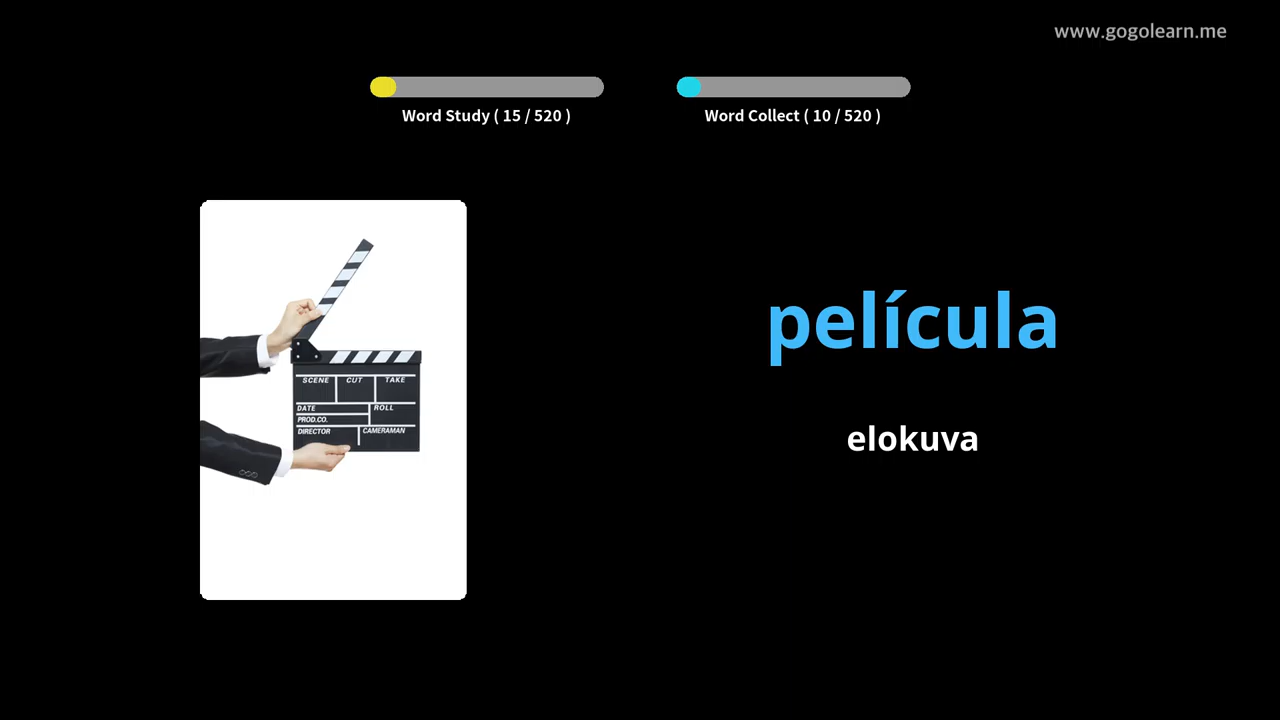 www.gogolearn.me
Word Study ( 15 / 520 )
Word Collect ( 10 / 520 )
SCENE CUT TAKE
DATE ROLL
PROD.CO.
DIRECTOR CAMERAMAN
película
elokuva